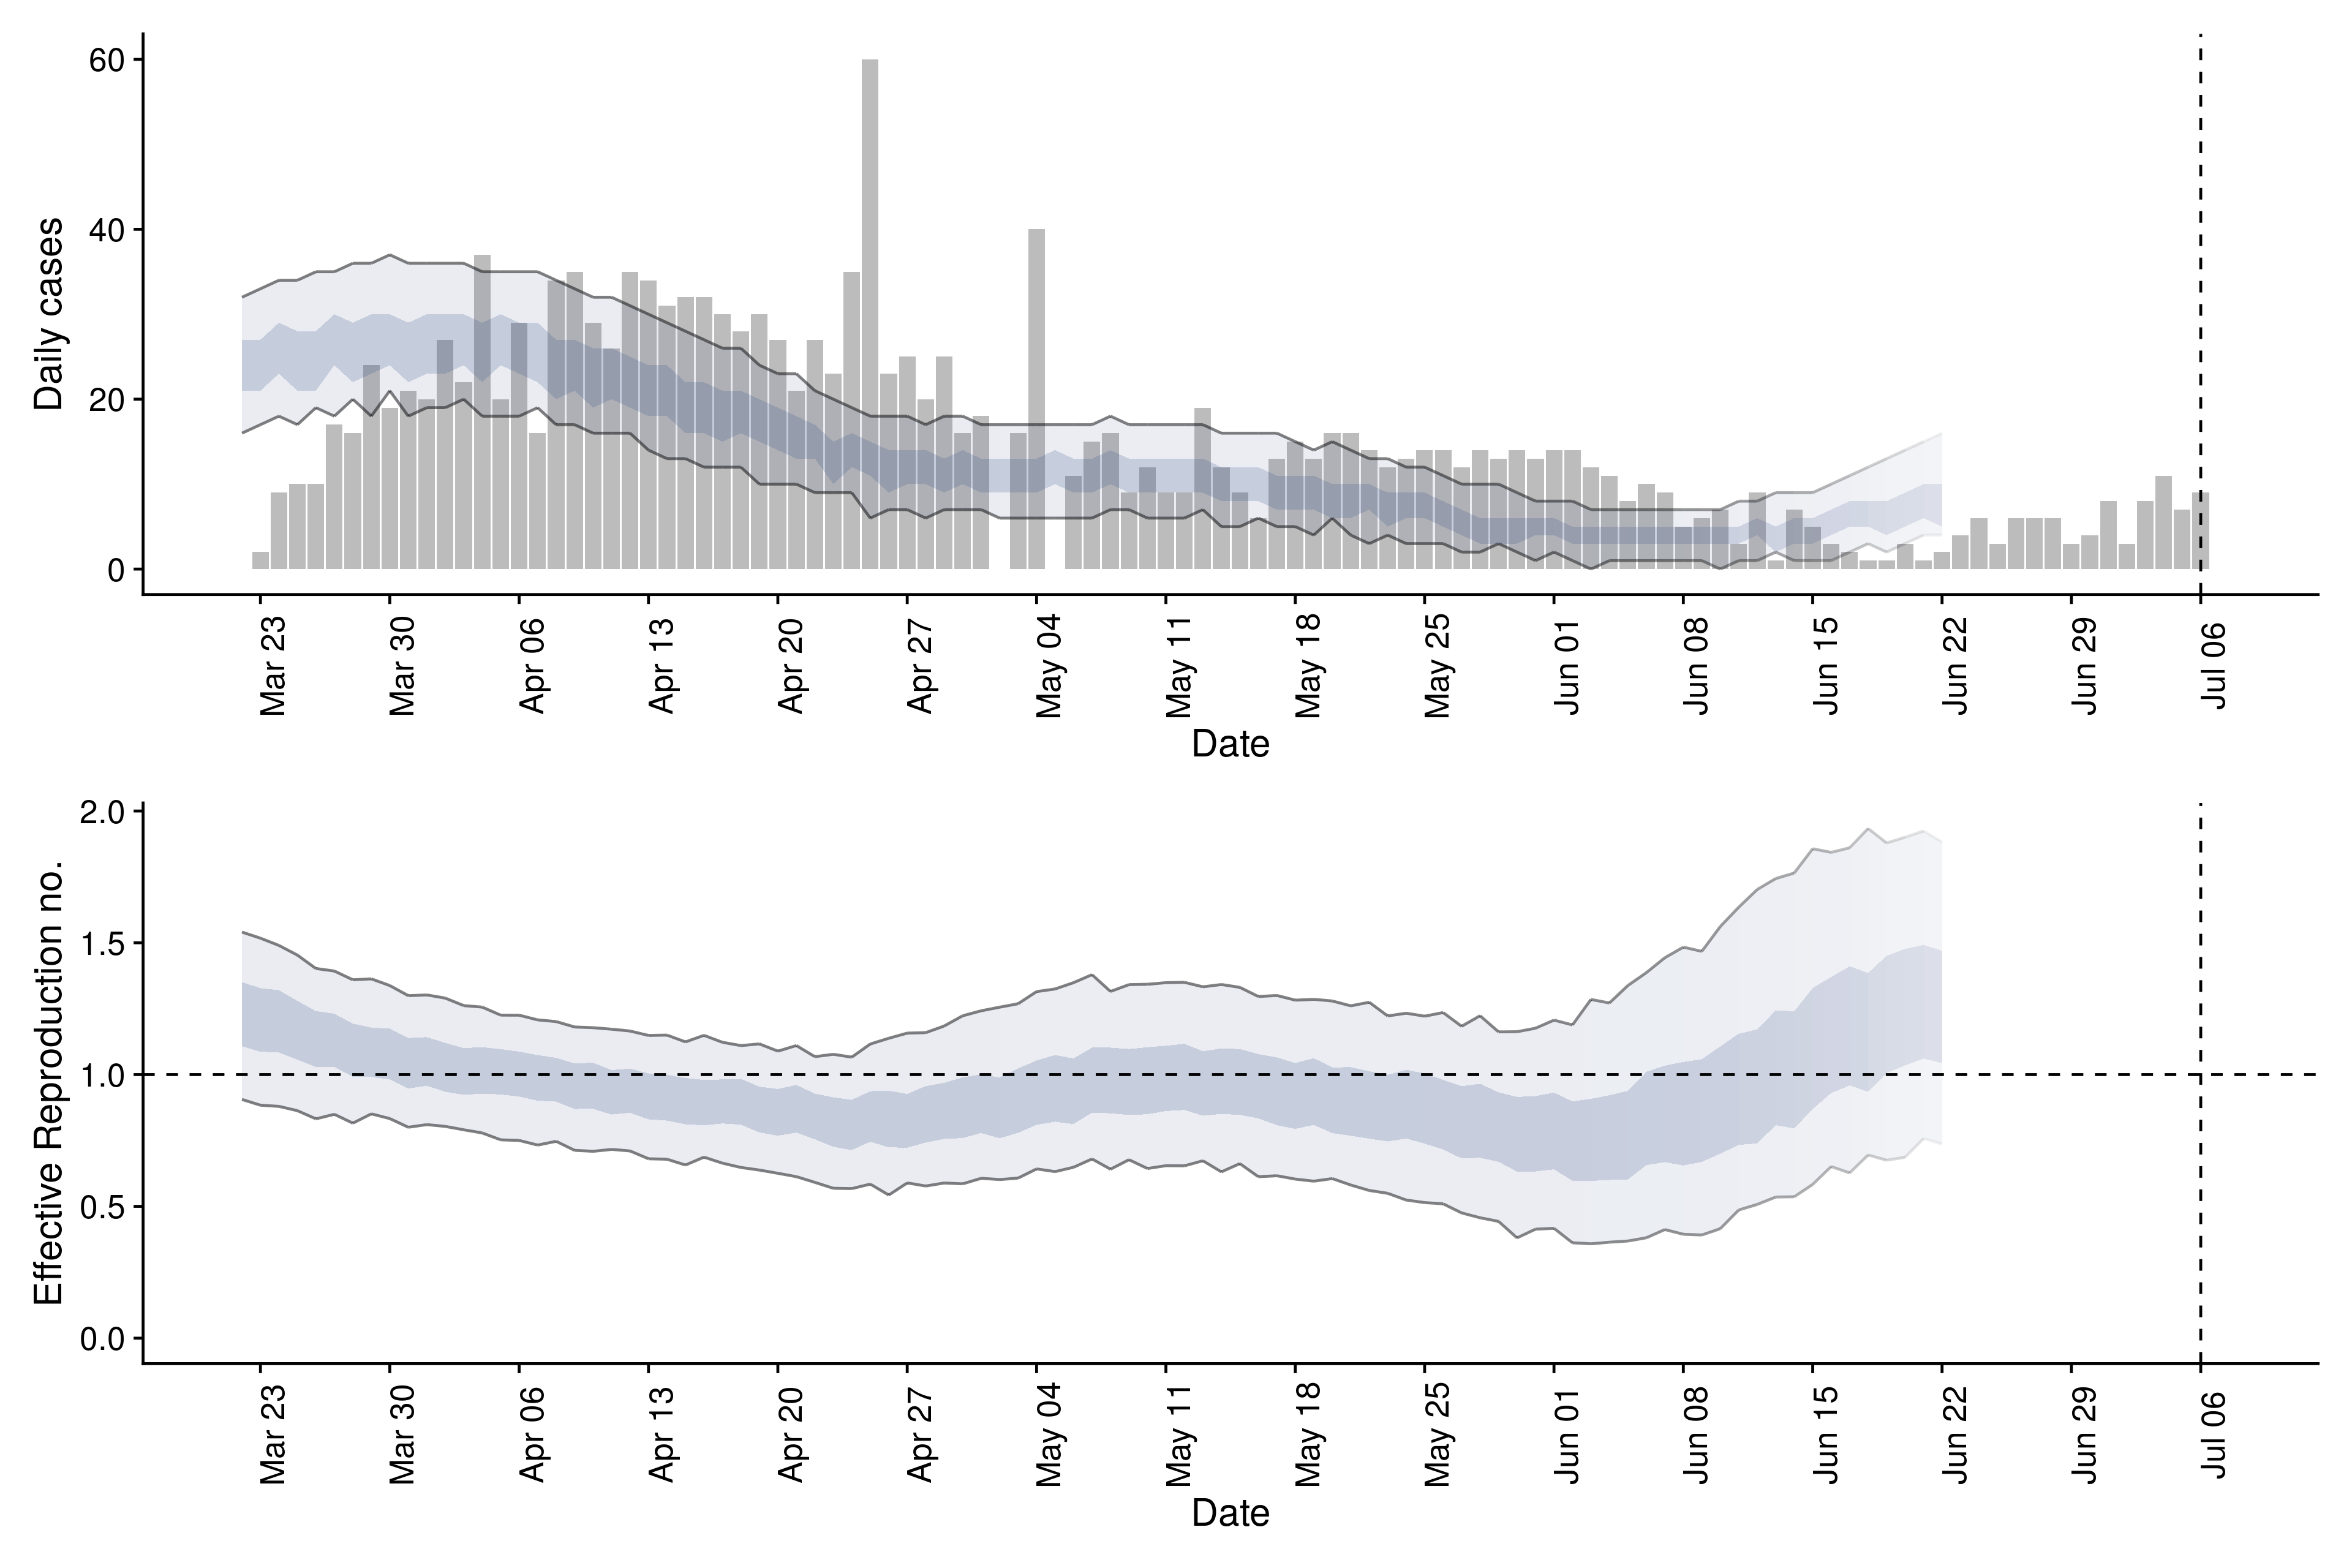 Daily cases
60
40
20
0
Mar 23
Mar 30
Apr 06
Apr 13
Apr 20
Apr 27
May 04
May 11
May 18
May 25
Jun 01
Jun 08
Jun 15
Jun 22
Jun 29
Jul 06
Date
Effective Reproduction no.
2.0
1.5
1.0
0.5
0.0
Mar 23
Mar 30
Apr 06
Apr 13
Apr 20
Apr 27
May 04
May 11
May 18
May 25
Jun 01
Jun 08
Jun 15
Jun 22
Jun 29
Jul 06
Date